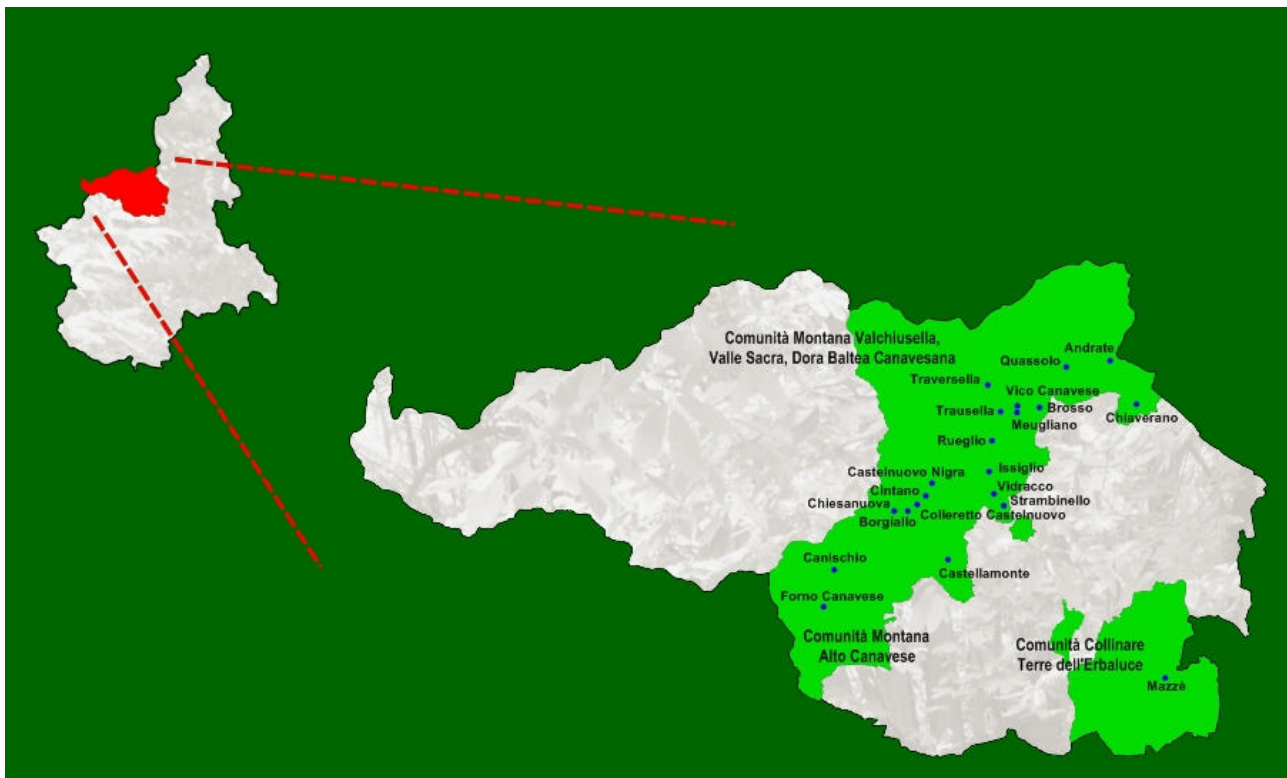 Comunità Montana Valchiusella,
Valle Sacra, Dora Baltea Canavesana
Andrate
Quassolo
Traversella
Vico Canavese
Trausella
Brosso
Chiaverano
Meugliano
Rueglio
Castelnuovo Nigra
Issiglio
Cintano
Vidracco
Chiesanuova
Strambinello
Borgiallo
Colleretto Castelnuovo
Canischio
Castellamonte
Forno Canavese
Comunità Montana
Alto Canavese
Comunità Collinare
Terre dell'Erbaluce
Mazzè